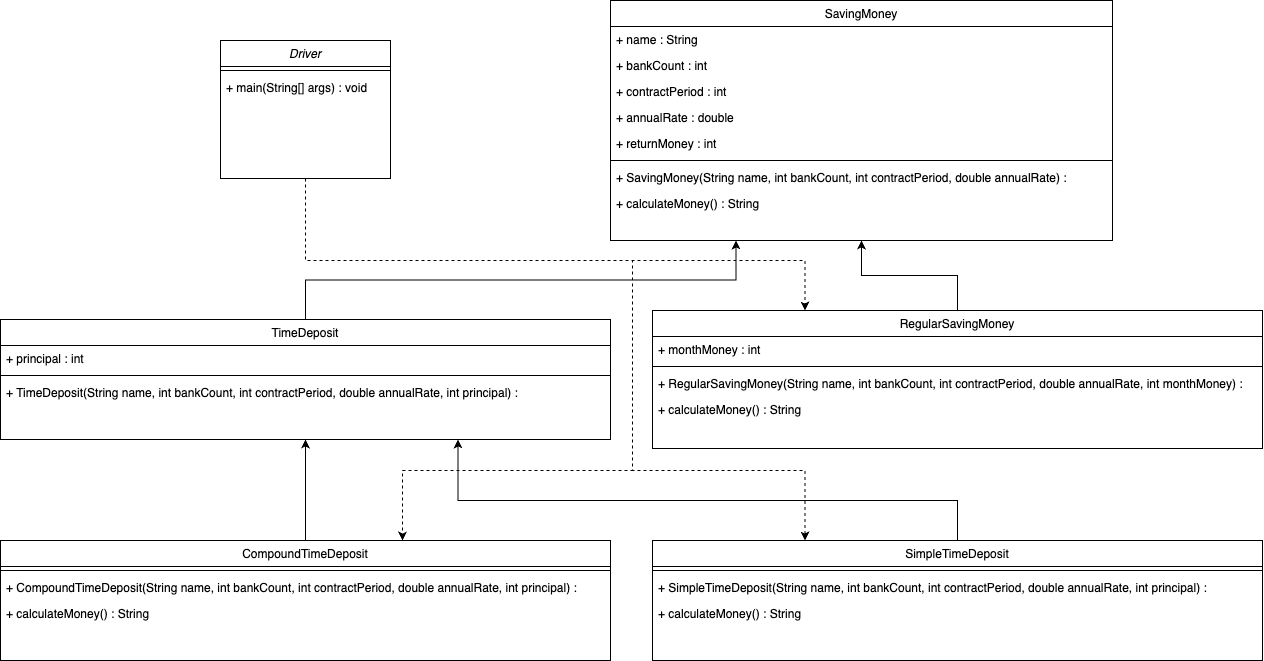 SavingMoney
+ name : String
+ bankCount : int
+ contractPeriod : int
+ annualRate : double
+ returnMoney : int
+ SavingMoney(String name, int bankCount, int contractPeriod, double annualRate) :
+ calculateMoney() : String
Driver
+ main(String[] args) : void
TimeDeposit
+ principal : int
+ TimeDeposit(String name, int bankCount, int contractPeriod, double annualRate, int principal) :
RegularSavingMoney
+ monthMoney : int
+ RegularSavingMoney(String name, int bankCount, int contractPeriod, double annualRate, int monthMoney) :
+ calculateMoney() : String
CompoundTimeDeposit
+ CompoundTimeDeposit(String name, int bankCount, int contractPeriod, double annualRate, int principal) :
+ calculateMoney() : String
SimpleTimeDeposit
+ SimpleTimeDeposit(String name, int bankCount, int contractPeriod, double annualRate, int principal) :
+ calculateMoney() : String